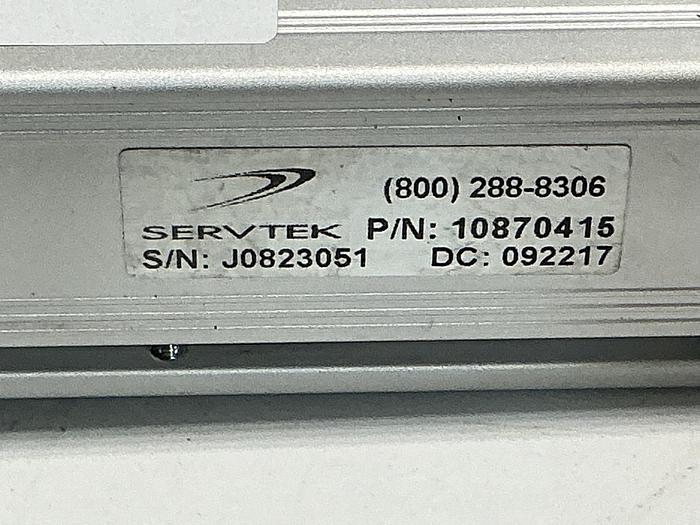 (800) 288-8306
SERVTEK P/N: 10870415
S/N: J0823051 DC: 092217